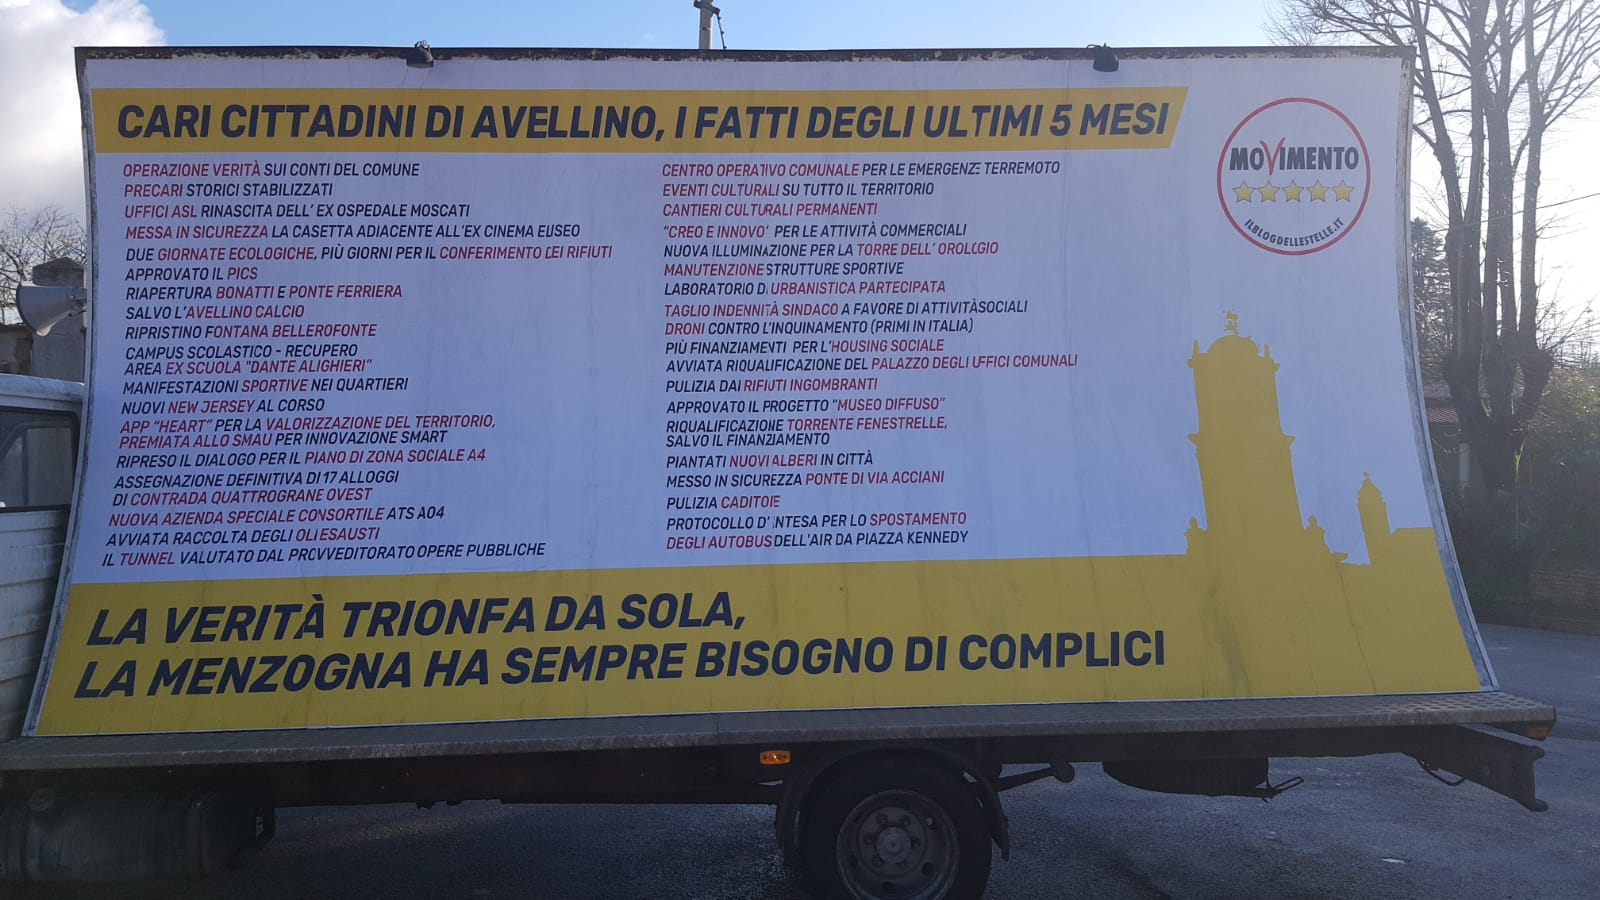 CARI CITTADINI DI AVELLINO, I FATTI DEGLI ULTIMI 5 MESI
OPERAZIONE VERITÀ SUI CONTI DEL COMUNE
PRECARI STORICI STABILIZZATI
UFFICI ASL RINASCITA DELL' EX OSPEDALE MOSCATI
MESSA IN SICUREZZA LA CASETTA ADIACENTE ALL'EX CINEMA ELISEO
DUE GIORNATE ECOLOGICHE, PIÙ GIORNI PER IL CONFERIMENTO DEI RIFIUTI
APPROVATO IL PICS
RIAPERTURA BONATTI E PONTE FERRIERA
SALVO L'AVELLINO CALCIO
RIPRISTINO FONTANA BELLEROFONTE
CAMPUS SCOLASTICO - RECUPERO
AREA EX SCUOLA "DANTE ALIGHIERI"
MANIFESTAZIONI SPORTIVE NEI QUARTIERI
NUOVI NEW JERSEY AL CORSO
APP "HEART" PER LA VALORIZZAZIONE DEL TERRITORIO,
PREMIATA ALLO SMAU PER INNOVAZIONE SMART
RIPRESO IL DIALOGO PER IL PIANO DI ZONA SOCIALE A4
ASSEGNAZIONE DEFINITIVA DI 17 ALLOGGI
DI CONTRADA QUATTROGRANE OVEST
NUOVA AZIENDA SPECIALE CONSORTILE ATS A04
AVVIATA RACCOLTA DEGLI OLI ESAUSTI
IL TUNNEL VALUTATO DAL PROVVEDITORATO OPERE PUBBLICHE
CENTRO OPERATIVO COMUNALE PER LE EMERGENZE TERREMOTO
EVENTI CULTURALI SU TUTTO IL TERRITORIO
CANTIERI CULTURALI PERMANENTI
"CREO E INNOVO" PER LE ATTIVITÀ COMMERCIALI
NUOVA ILLUMINAZIONE PER LA TORRE DELL' OROLOGIO
MANUTENZIONE STRUTTURE SPORTIVE
LABORATORIO DI URBANISTICA PARTECIPATA
TAGLIO INDENNITÀ SINDACO A FAVORE DI ATTIVITÀSOCIALI
DRONI CONTRO L'INQUINAMENTO (PRIMI IN ITALIA)
PIÙ FINANZIAMENTI PER L'HOUSING SOCIALE
AVVIATA RIQUALIFICAZIONE DEL PALAZZO DEGLI UFFICI COMUNALI
PULIZIA DAI RIFIUTI INGOMBRANTI
APPROVATO IL PROGETTO "MUSEO DIFFUSO"
RIQUALIFICAZIONE TORRENTE FENESTRELLE,
SALVO IL FINANZIAMENTO
PIANTATI NUOVI ALBERI IN CITTÀ
MESSO IN SICUREZZA PONTE DI VIA ACCIANI
PULIZIA CADITOIE
PROTOCOLLO D'INTESA PER LO SPOSTAMENTO
DEGLI AUTOBUS DELL'AIR DA PIAZZA KENNEDY
MOVIMENTO
ILBLOGDELLESTELLE.IT
LA VERITÀ TRIONFA DA SOLA,
LA MENZOGNA HA SEMPRE BISOGNO DI COMPLICI